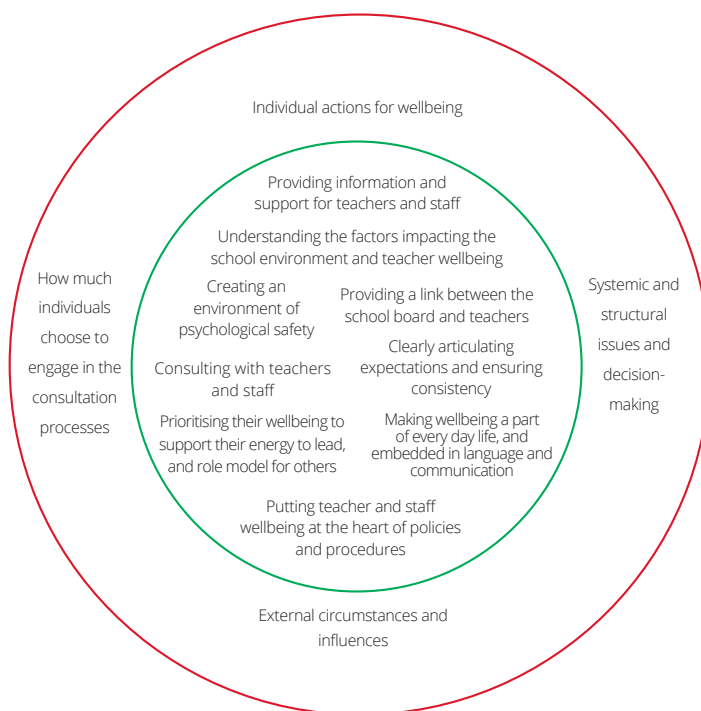 Individual actions for wellbeing
Providing information and
support for teachers and staff
Understanding the factors impacting the
school environment and teacher wellbeing
How much
individuals
choose to
engage in the
consultation
processes
Creating an
environment of
psychological safety
Providing a link between the
school board and teachers
Systemic and
structural
issues and
decision-
making
Consulting with teachers
and staff
Clearly articulating
expectations and ensuring
consistency
Prioritising their wellbeing to
support their energy to lead,
and role model for others
Making wellbeing a part
of every day life, and
embedded in language and
communication
Putting teacher and staff
wellbeing at the heart of policies
and procedures
External circumstances and
influences